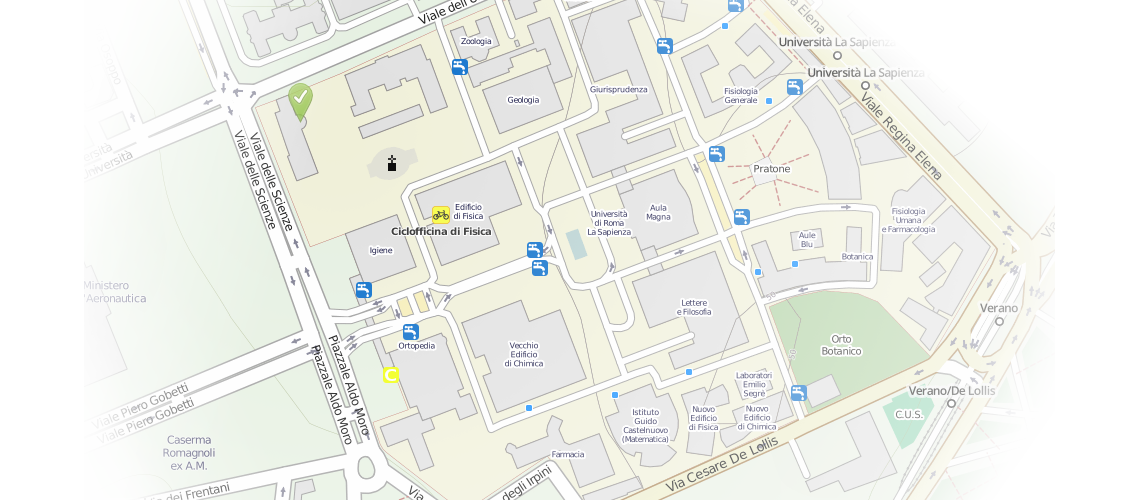 Viale dell'U
Zoologia
Università La Sapienza
Università La Sapienza
Giurisprudenza
Geologia
Fisiologia
Generale
Viale Regina Elena
Elena
Università
Viale delle Scienze
Viale delle Scienze
Pratone
Edificio
di Fisica
Ciclofficina di Fisica
Igiene
Università
di Roma
La Sapienza
Aula
Magna
Fisiologia
Umana
e Farmacologia
Aule
Blu
Botanica
Ministero
'Aeronautica
Lettere
e Filosofia
Verano
Ortopedia
Vecchio
Edificio
di Chimica
Orto
Botanico
C
Piazzale Aldo Moro
Piazzale Aldo Moro
Viale Piero Gobetti
Viale Piero Gobetti
Laboratori
Emilio
Segrè
Verano/De Lollis
C.U.S.
Istituto
Guido
Castelnuovo
(Matematica)
Nuovo
Edificio
di Fisica
Nuovo
Edificio
di Chimica
Caserma
Romagnoli
ex A.M.
Farmacia
Via Cesare De Lollis
dei Frentani
degli Irpini